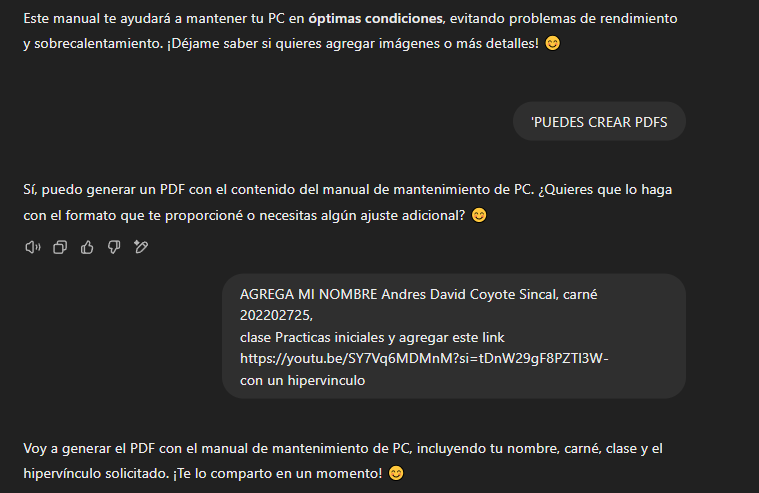 Este manual te ayudará a mantener tu PC en óptimas condiciones, evitando problemas de rendimiento
y sobrecalentamiento. ¡Déjame saber si quieres agregar imágenes o más detalles! 😊
'PUEDES CREAR PDFS
Sí, puedo generar un PDF con el contenido del manual de mantenimiento de PC. ¿Quieres que lo haga
con el formato que te proporcioné o necesitas algún ajuste adicional? 😊
AGREGA MI NOMBRE Andres David Coyote Sincal, carné
202202725,
clase Practicas iniciales y agregar este link
https://youtu.be/SY7Vq6MDMnM?si=tDnW29gF8PZTI3W-
con un hipervinculo
Voy a generar el PDF con el manual de mantenimiento de PC, incluyendo tu nombre, carné, clase y el
hipervínculo solicitado. ¡Te lo comparto en un momento! 😊